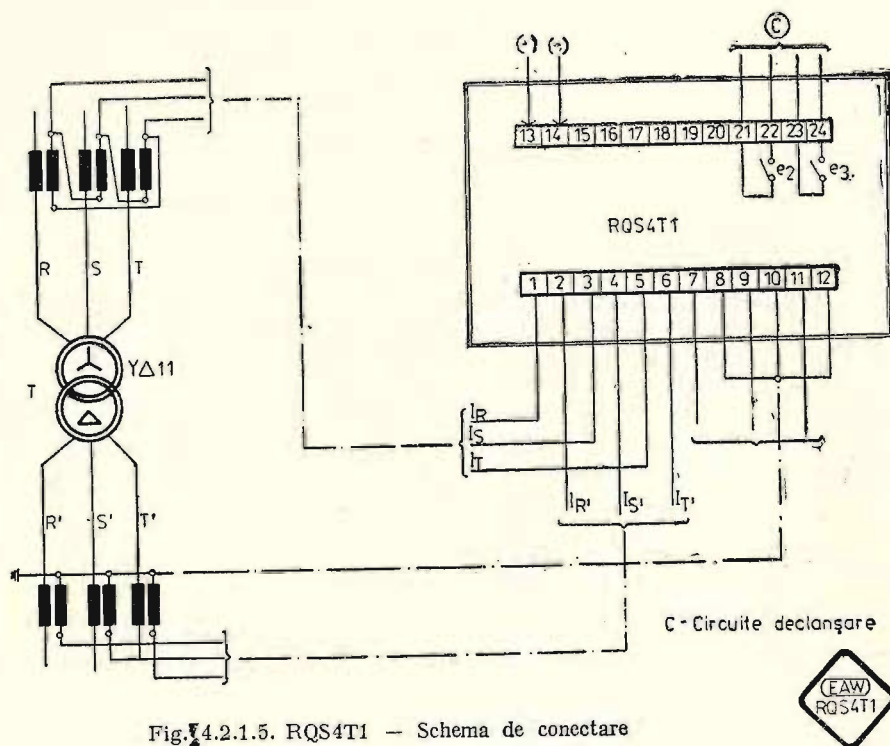 (-) (+)
C
13 14 15 16 17 18 19 20 21 22 23 24
e2 e3
RQS4T1
1 2 3 4 5 6 7 8 9 10 11 12
R S T
T
Y△11
△
IR
IS
IT
IR' IS' IT'
R' S' T'
C - Circuite declanşare
EAW
RQS4T1
Fig. 4.2.1.5. RQS4T1 — Schema de conectare